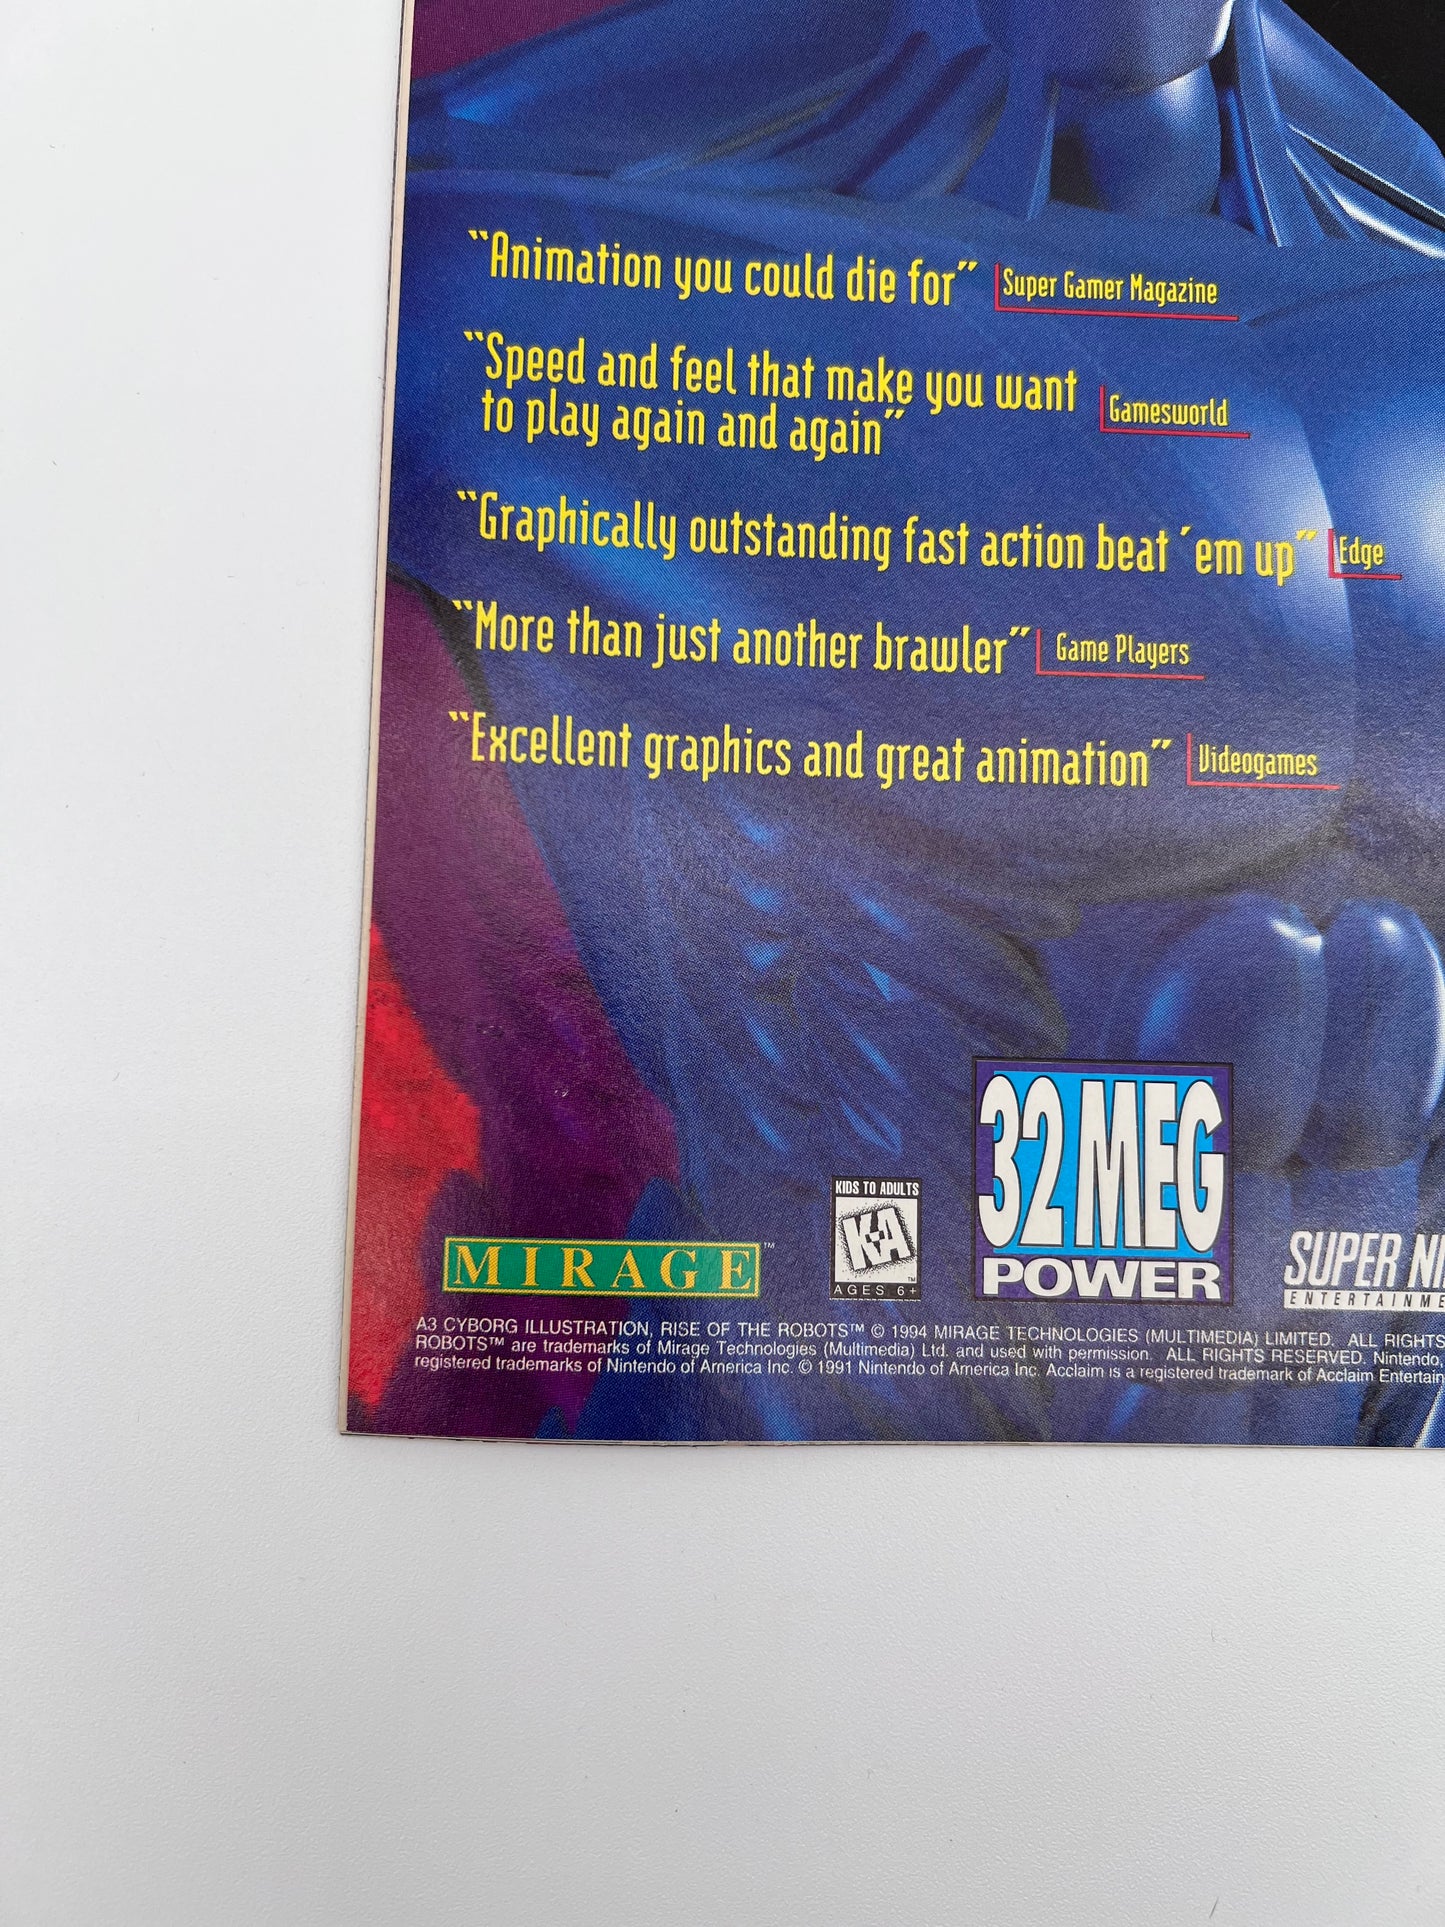 "Animation you could die for" Super Gamer Magazine
"Speed and feel that make you want
to play again and again" Gamesworld
"Graphically outstanding fast action beat ´em up" Edge
"More than just another brawler" Game Players
"Excellent graphics and great animation" Videogames
MIRAGE™
KIDS TO ADULTS
K-A
™
AGES 6+
32 MEG
POWER
SUPER NI
ENTERTAINME
A3 CYBORG ILLUSTRATION, RISE OF THE ROBOTS™ © 1994 MIRAGE TECHNOLOGIES (MULTIMEDIA) LIMITED. ALL RIGHTS
ROBOTS™ are trademarks of Mirage Technologies (Multimedia) Ltd. and used with permission. ALL RIGHTS RESERVED. Nintendo,
registered trademarks of Nintendo of America Inc. © 1991 Nintendo of America Inc. Acclaim is a registered trademark of Acclaim Entertain